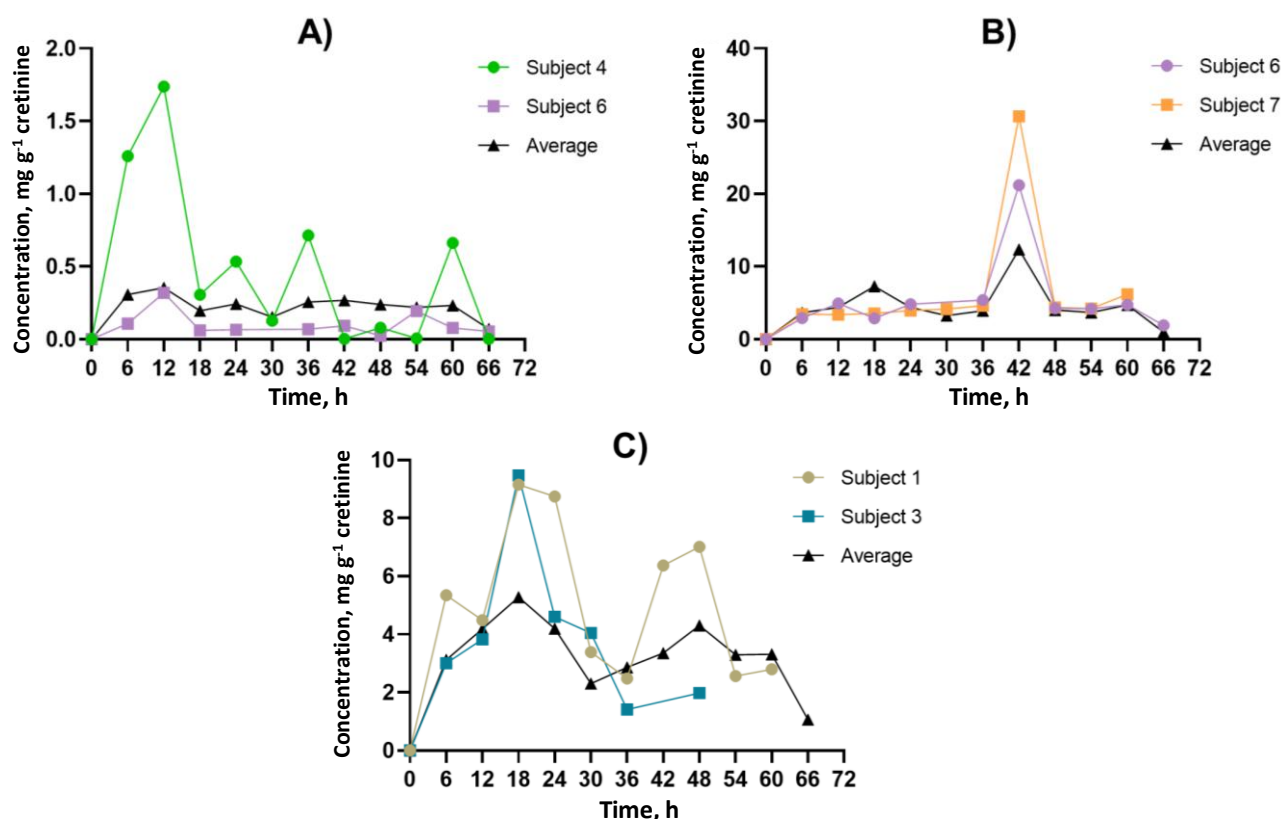 A)
Concentration, mg g⁻¹ cretinine
2.0
1.5
1.0
0.5
0.0
0 6 12 18 24 30 36 42 48 54 60 66 72
Time, h
Subject 4
Subject 6
Average
B)
Concentration, mg g⁻¹ cretinine
40
30
20
10
0
0 6 12 18 24 30 36 42 48 54 60 66 72
Time, h
Subject 6
Subject 7
Average
C)
Concentration, mg g⁻¹ cretinine
10
8
6
4
2
0
0 6 12 18 24 30 36 42 48 54 60 66 72
Time, h
Subject 1
Subject 3
Average